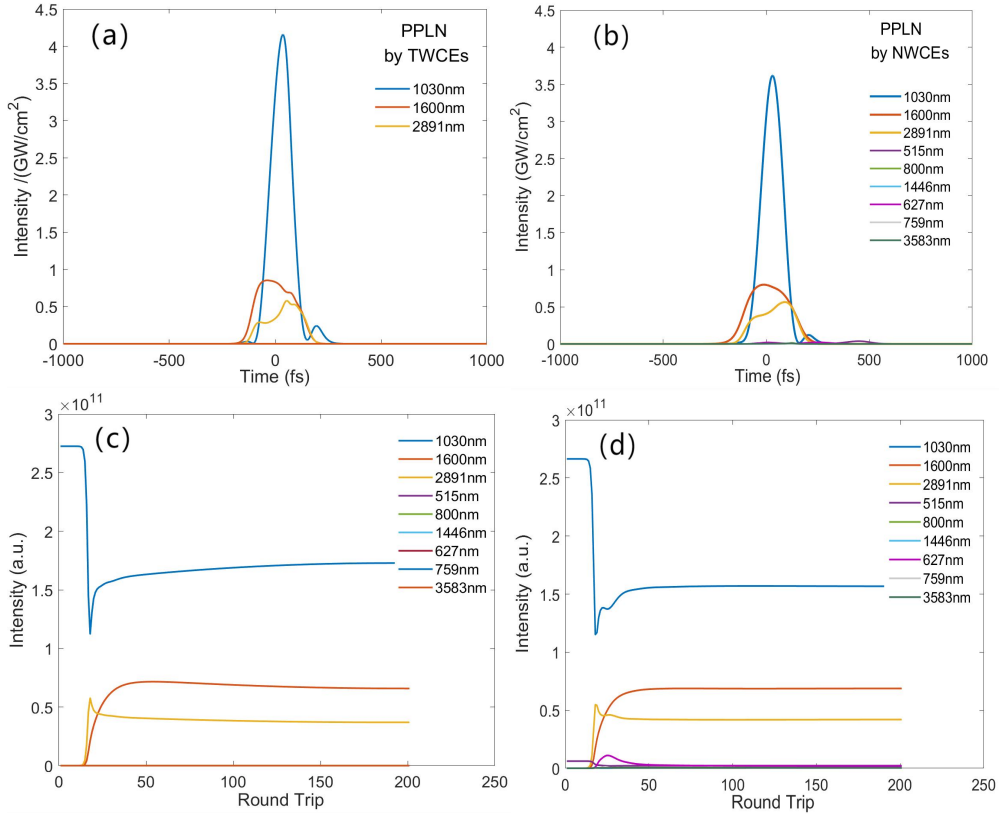 (a)
PPLN
by TWCEs
1030nm
1600nm
2891nm
Intensity /(GW/cm²)
4.5
4
3.5
3
2.5
2
1.5
1
0.5
0
-1000
-500
0
500
1000
Time (fs)
(b)
PPLN
by NWCEs
1030nm
1600nm
2891nm
515nm
800nm
1446nm
627nm
759nm
3583nm
Intensity (GW/cm²)
4.5
4
3.5
3
2.5
2
1.5
1
0.5
0
-1000
-500
0
500
1000
Time (fs)
×10¹¹
(c)
1030nm
1600nm
2891nm
515nm
800nm
1446nm
627nm
759nm
3583nm
Intensity (a.u.)
3
2.5
2
1.5
1
0.5
0
0
50
100
150
200
250
Round Trip
×10¹¹
(d)
1030nm
1600nm
2891nm
515nm
800nm
1446nm
627nm
759nm
3583nm
Intensity (a.u.)
3
2.5
2
1.5
1
0.5
0
0
50
100
150
200
250
Round Trip